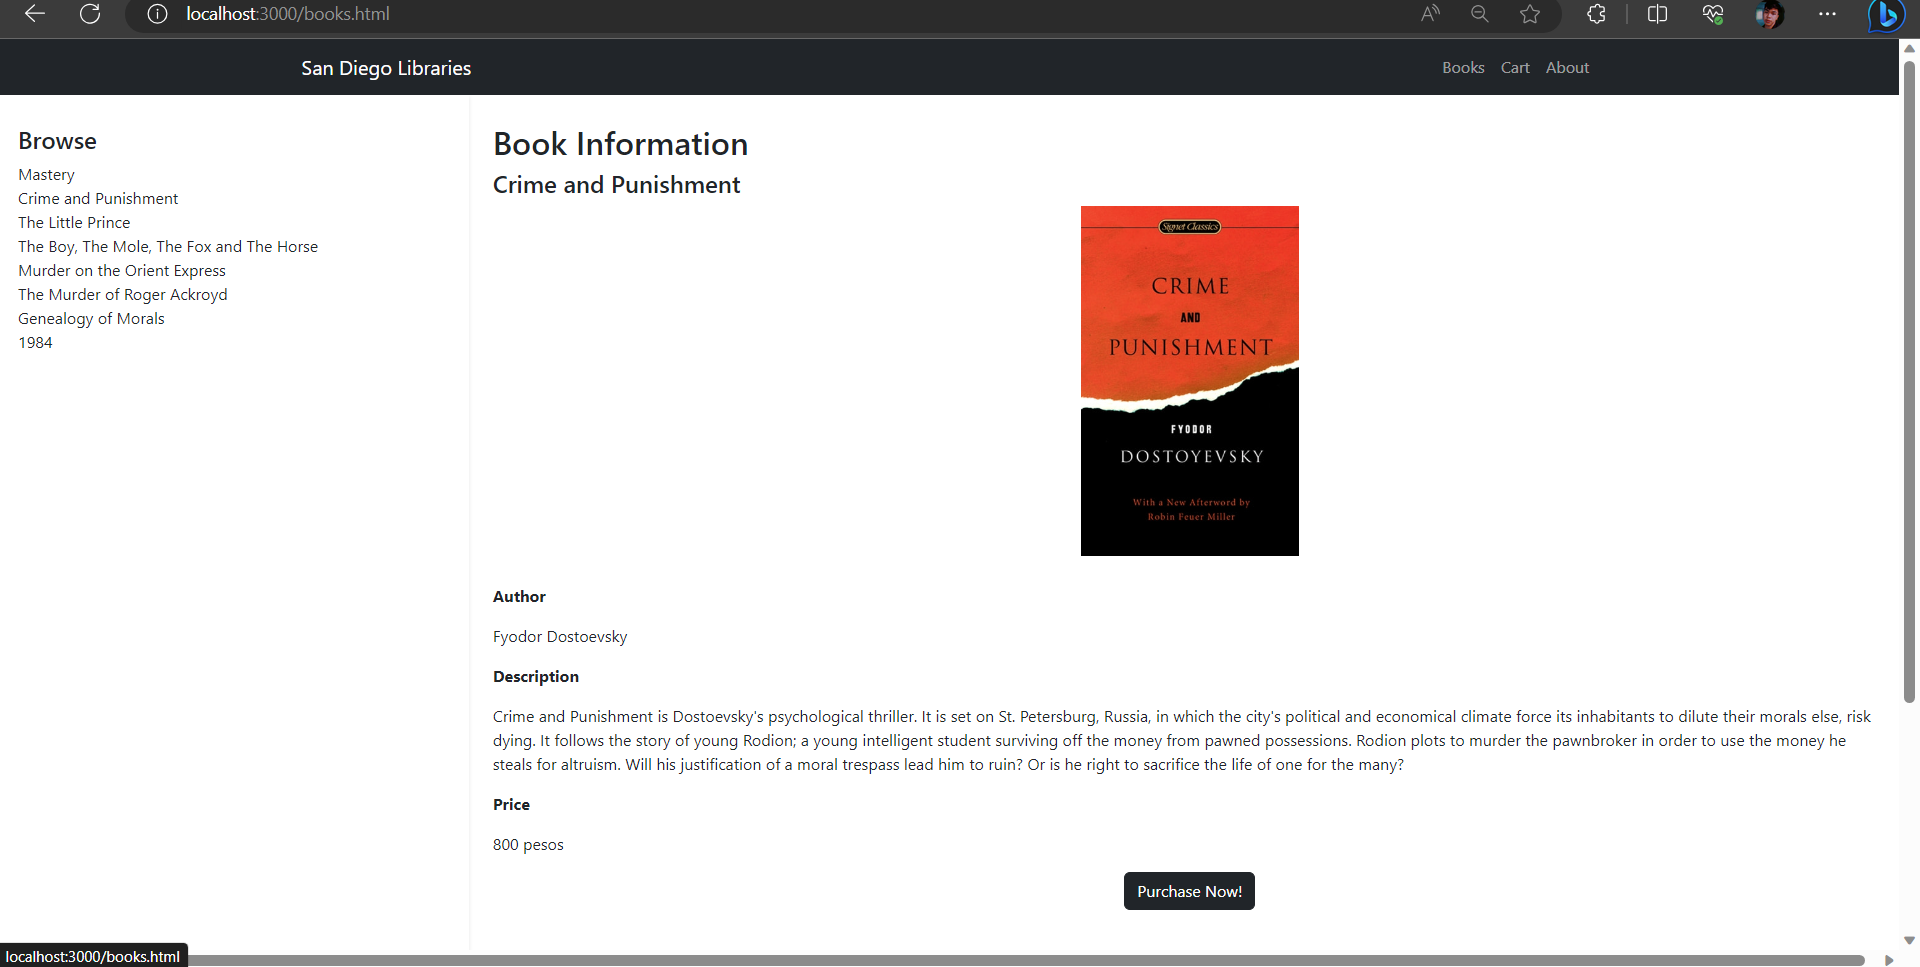 localhost:3000/books.html
San Diego Libraries
Books Cart About
Browse
Mastery
Crime and Punishment
The Little Prince
The Boy, The Mole, The Fox and The Horse
Murder on the Orient Express
The Murder of Roger Ackroyd
Genealogy of Morals
1984
Book Information
Crime and Punishment
Signet Classics
CRIME
AND
PUNISHMENT
FYODOR
DOSTOYEVSKY
With a New Afterword by
Robin Feuer Miller
Author
Fyodor Dostoevsky
Description
Crime and Punishment is Dostoevsky's psychological thriller. It is set on St. Petersburg, Russia, in which the city's political and economical climate force its inhabitants to dilute their morals else, risk
dying. It follows the story of young Rodion; a young intelligent student surviving off the money from pawned possessions. Rodion plots to murder the pawnbroker in order to use the money he
steals for altruism. Will his justification of a moral trespass lead him to ruin? Or is he right to sacrifice the life of one for the many?
Price
800 pesos
Purchase Now!
localhost:3000/books.html